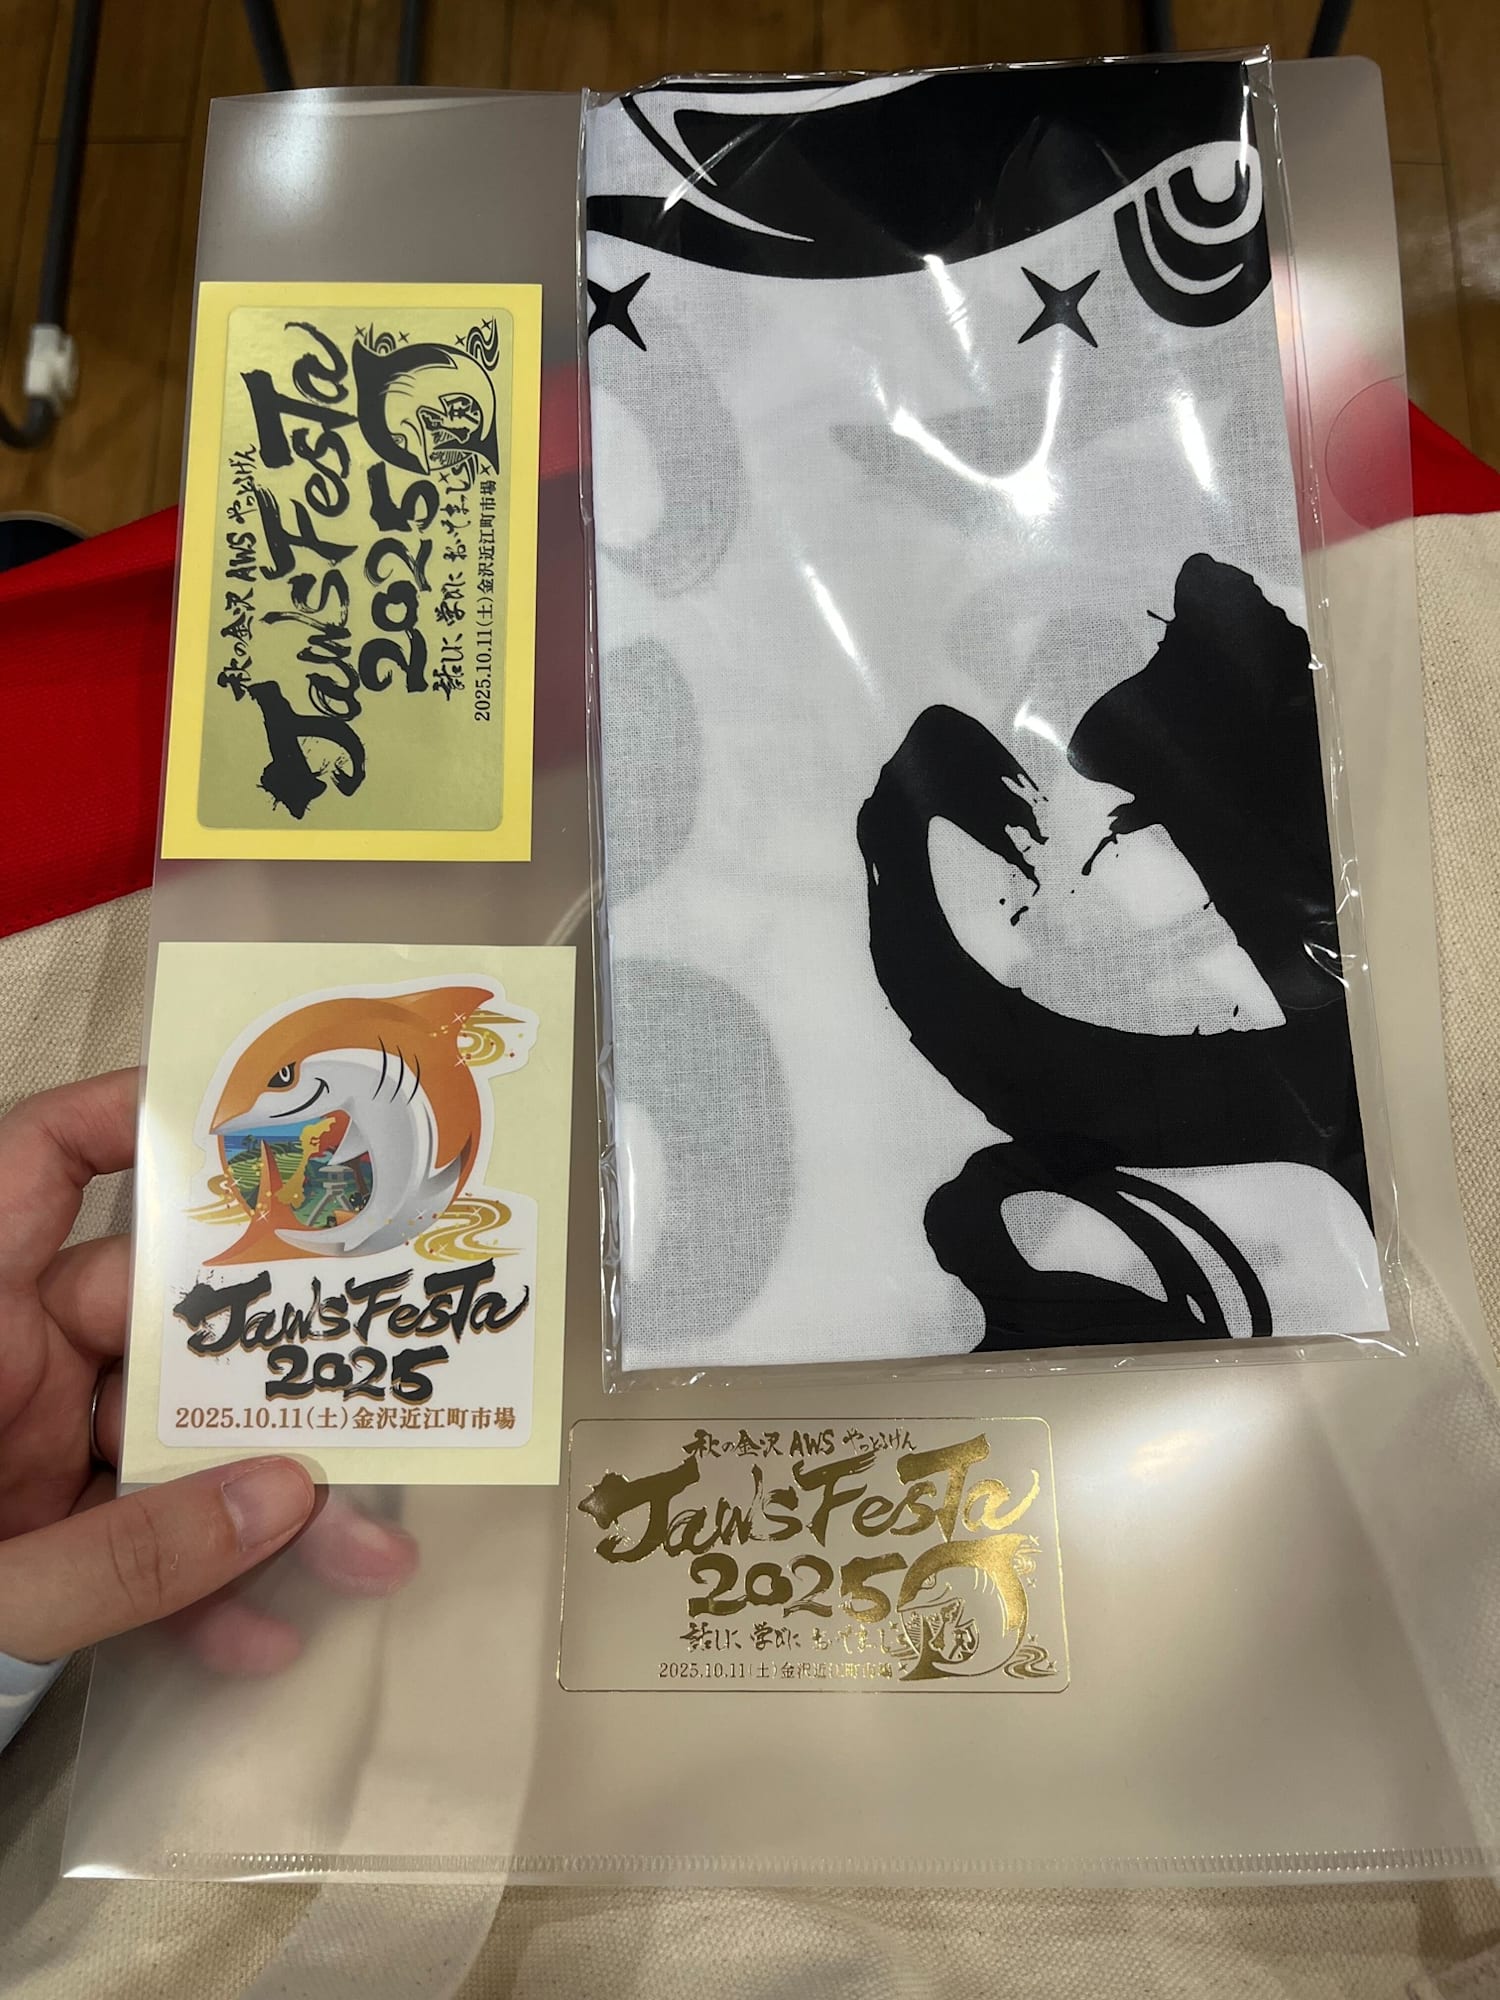 秋の金沢 AWS やっとるげん
JAWS FESTA
2025
話しに 学びに おいでまっし
2025.10.11(土)金沢近江町市場
JAWS FESTA
2025
2025.10.11(土)金沢近江町市場
秋の金沢 AWS やっとるげん
JAWS FESTA
2025
話しに 学びに おいでまっし
2025.10.11(土)金沢近江町市場